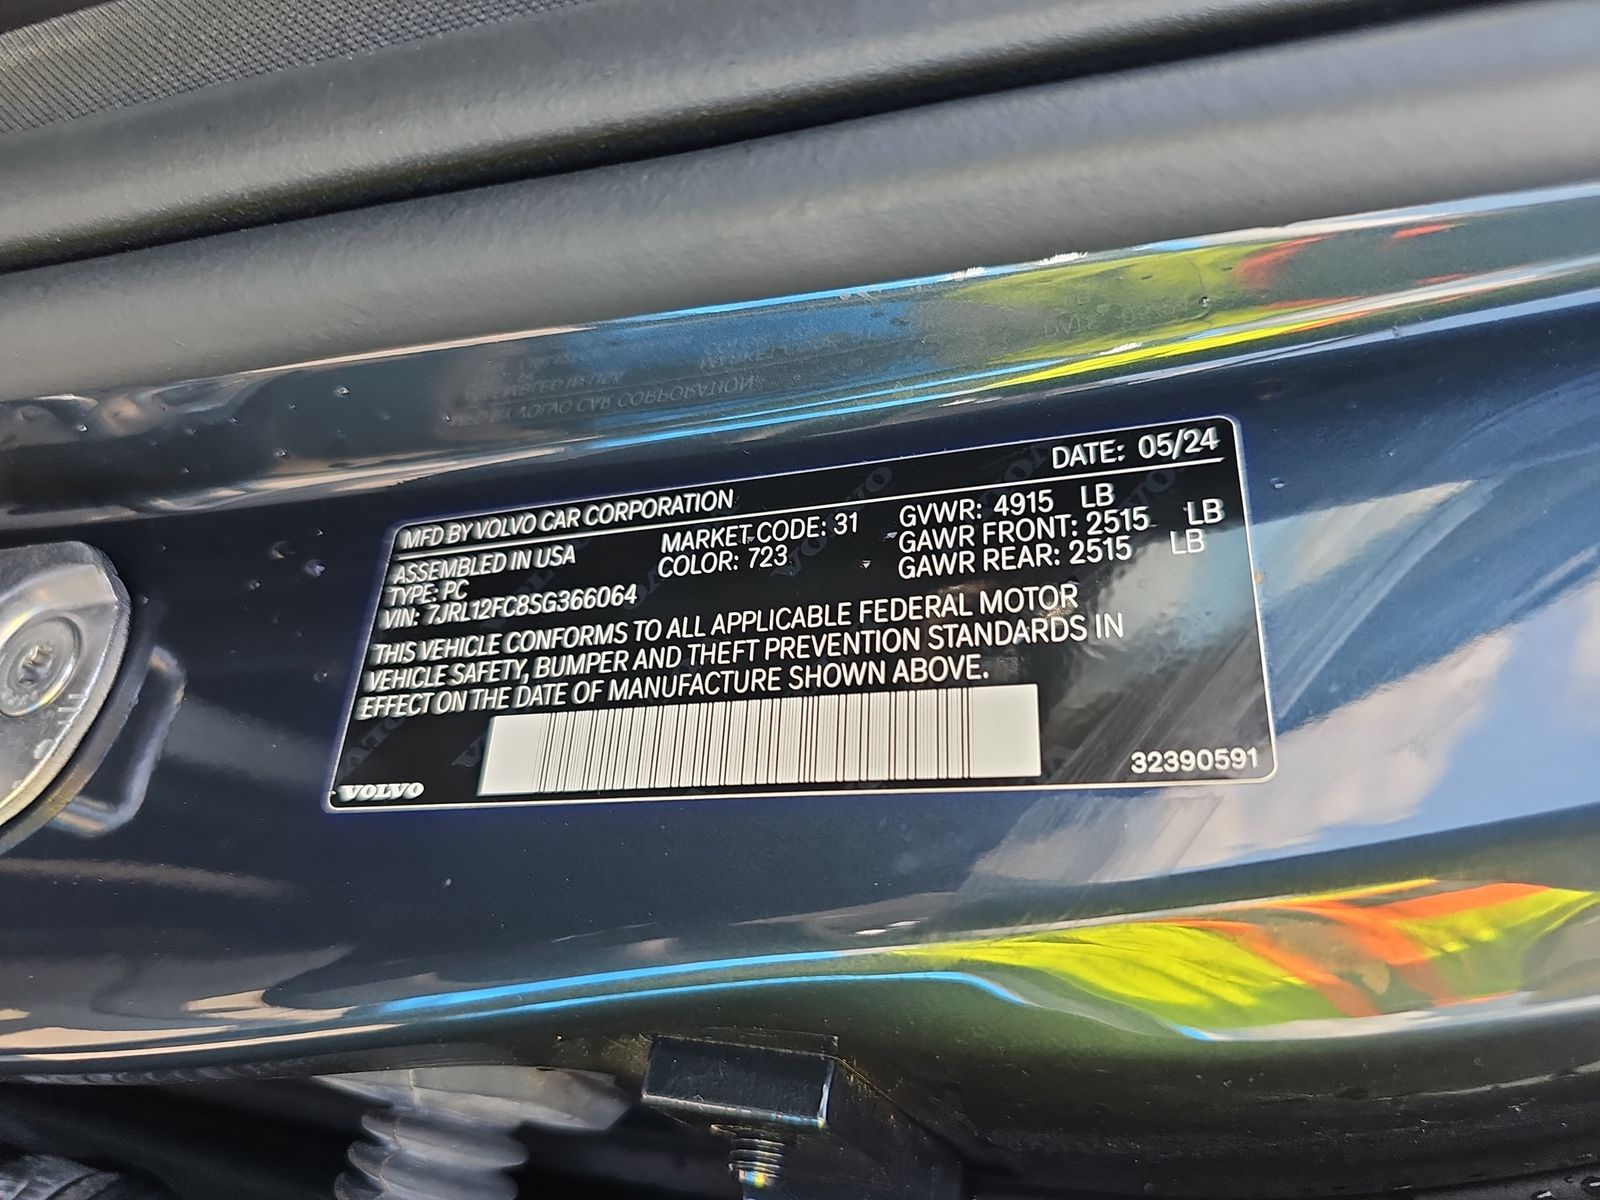 DATE: 05/24
MFD BY VOLVO CAR CORPORATION
ASSEMBLED IN USA MARKET CODE: 31 GVWR: 4915 LB
TYPE: PC COLOR: 723 GAWR FRONT: 2515 LB
VIN: 7JRL12FC8SG366064 GAWR REAR: 2515 LB
THIS VEHICLE CONFORMS TO ALL APPLICABLE FEDERAL MOTOR
VEHICLE SAFETY, BUMPER AND THEFT PREVENTION STANDARDS IN
EFFECT ON THE DATE OF MANUFACTURE SHOWN ABOVE.
VOLVO
32390591